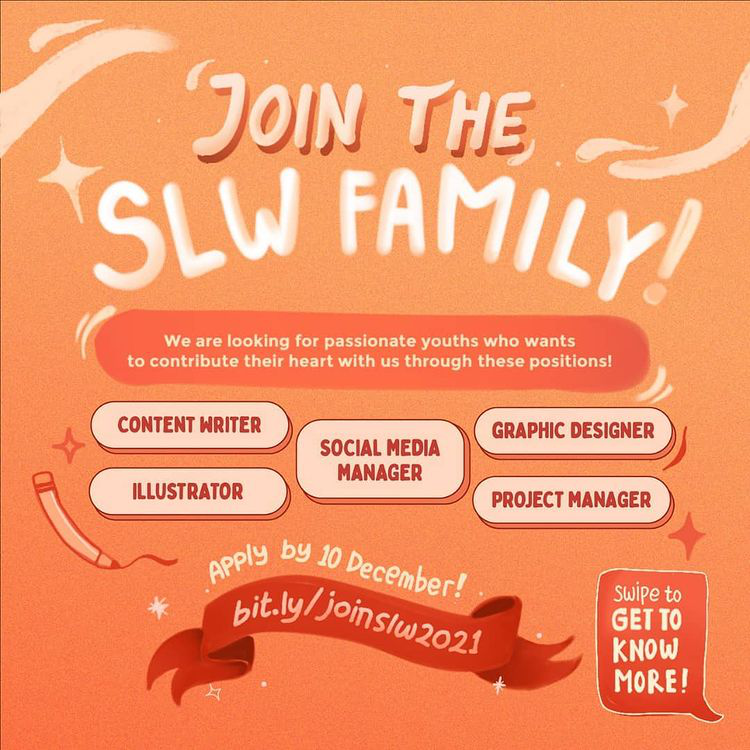 JOIN THE
SLW FAMILY!
We are looking for passionate youths who wants
to contribute their heart with us through these positions!
CONTENT WRITER
SOCIAL MEDIA
MANAGER
GRAPHIC DESIGNER
ILLUSTRATOR
PROJECT MANAGER
Apply by 10 December!
bit.ly/joinslw2021
Swipe to
GET TO
KNOW
MORE!